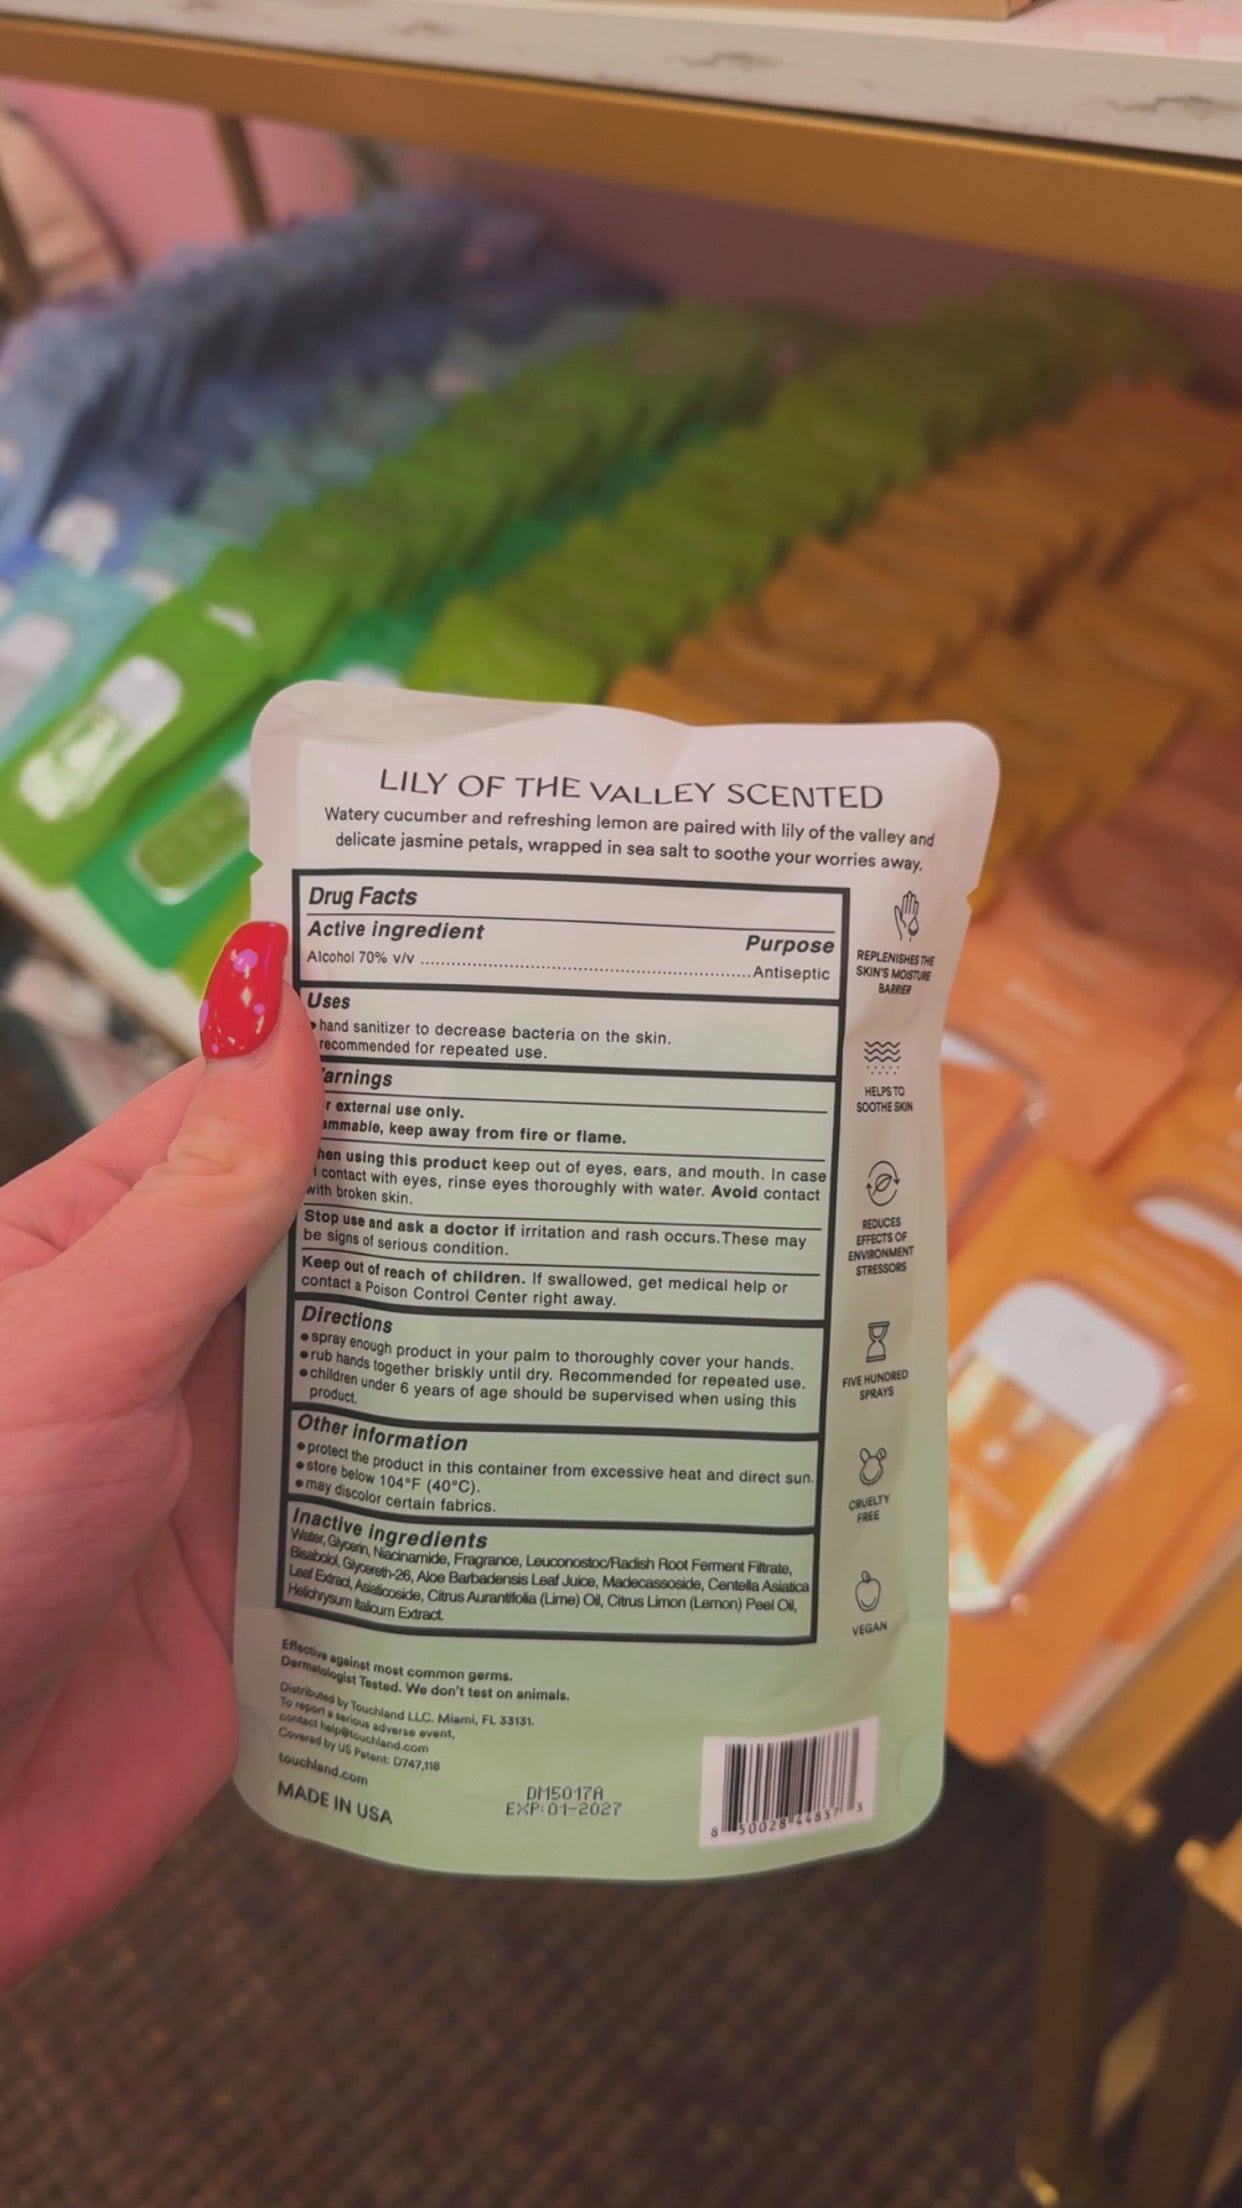 LILY OF THE VALLEY SCENTED
Watery cucumber and refreshing lemon are paired with lily of the valley and
delicate jasmine petals, wrapped in sea salt to soothe your worries away.
Drug Facts
Active ingredient
Purpose
Alcohol 70% v/v ........................................................................Antiseptic
Uses
hand sanitizer to decrease bacteria on the skin.
recommended for repeated use.
arnings
r external use only.
ammable, keep away from fire or flame.
hen using this product keep out of eyes, ears, and mouth. In case
contact with eyes, rinse eyes thoroughly with water. Avoid contact
with broken skin.
Stop use and ask a doctor if irritation and rash occurs.These may
be signs of serious condition.
Keep out of reach of children. If swallowed, get medical help or
contact a Poison Control Center right away.
Directions
• spray enough product in your palm to thoroughly cover your hands.
• rub hands together briskly until dry. Recommended for repeated use.
• children under 6 years of age should be supervised when using this
product.
Other information
• protect the product in this container from excessive heat and direct sun.
• store below 104°F (40°C).
• may discolor certain fabrics.
Inactive ingredients
Water, Glycerin, Niacinamide, Fragrance, Leuconostoc/Radish Root Ferment Filtrate,
Bisabolol, Glycereth-26, Aloe Barbadensis Leaf Juice, Madecassoside, Centella Asiatica
Leaf Extract, Asiaticoside, Citrus Aurantifolia (Lime) Oil, Citrus Limon (Lemon) Peel Oil,
Helichrysum Italicum Extract.
REPLENISHES THE
SKIN'S MOISTURE
BARRIER
HELPS TO
SOOTHE SKIN
REDUCES
EFFECTS OF
ENVIRONMENT
STRESSORS
FIVE HUNDRED
SPRAYS
CRUELTY
FREE
VEGAN
Effective against most common germs.
Dermatologist Tested. We don't test on animals.
Distributed by Touchland LLC. Miami, FL 33131.
To report a serious adverse event,
contact help@touchland.com
Covered by US Patent: D747,118
touchland.com
MADE IN USA
DM5017A
EXP:01-2027
8 50028 44837 3